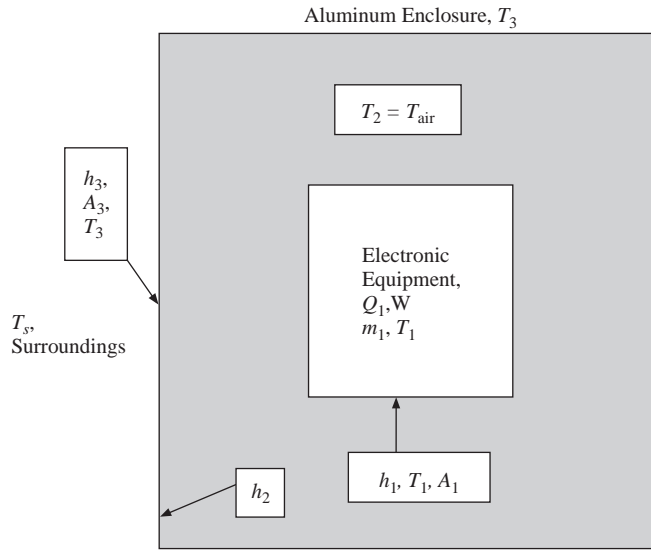 Aluminum Enclosure, T₃
T₂ = Tₐᵢᵣ
h₃,
A₃,
T₃
Electronic
Equipment,
Q₁,W
m₁, T₁
Tₛ,
Surroundings
h₂
h₁, T₁, A₁